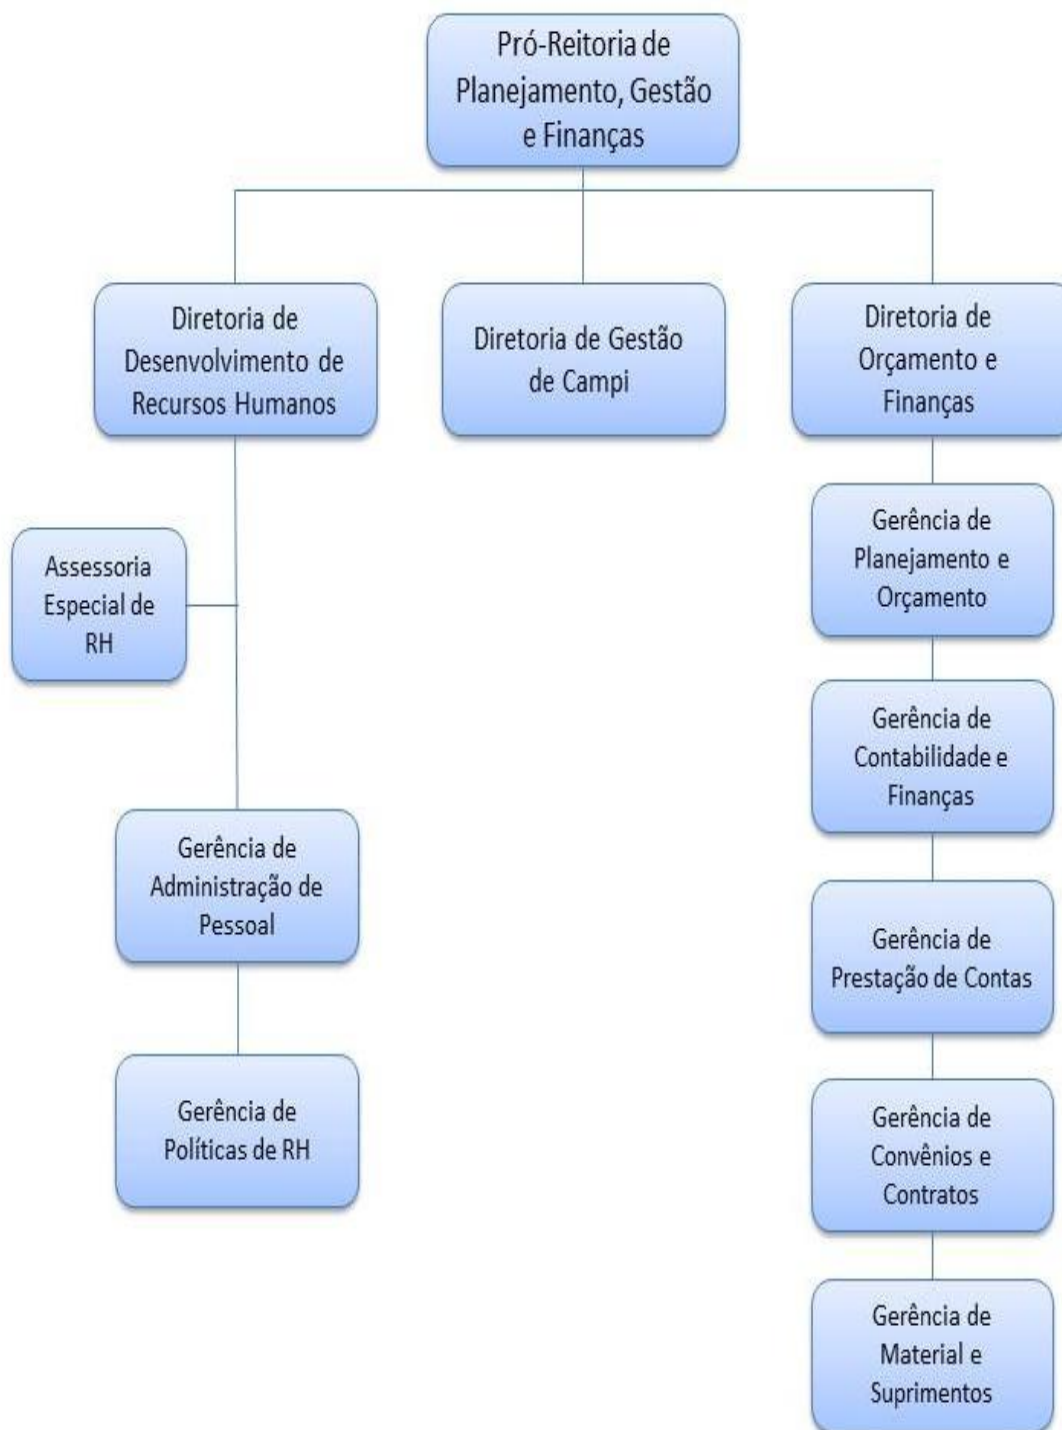 Pró-Reitoria de
Planejamento, Gestão
e Finanças
Diretoria de
Desenvolvimento de
Recursos Humanos
Diretoria de Gestão
de Campi
Diretoria de
Orçamento e
Finanças
Assessoria
Especial de
RH
Gerência de
Administração de
Pessoal
Gerência de
Políticas de RH
Gerência de
Planejamento e
Orçamento
Gerência de
Contabilidade e
Finanças
Gerência de
Prestação de Contas
Gerência de
Convênios e
Contratos
Gerência de
Material e
Suprimentos